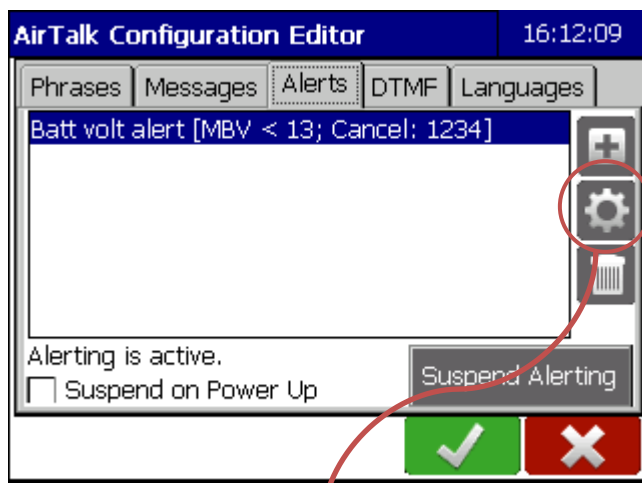 AirTalk Configuration Editor 16:12:09
Phrases Messages Alerts DTMF Languages
Batt volt alert [MBV < 13; Cancel: 1234]
Alerting is active.
Suspend on Power Up
Suspend Alerting